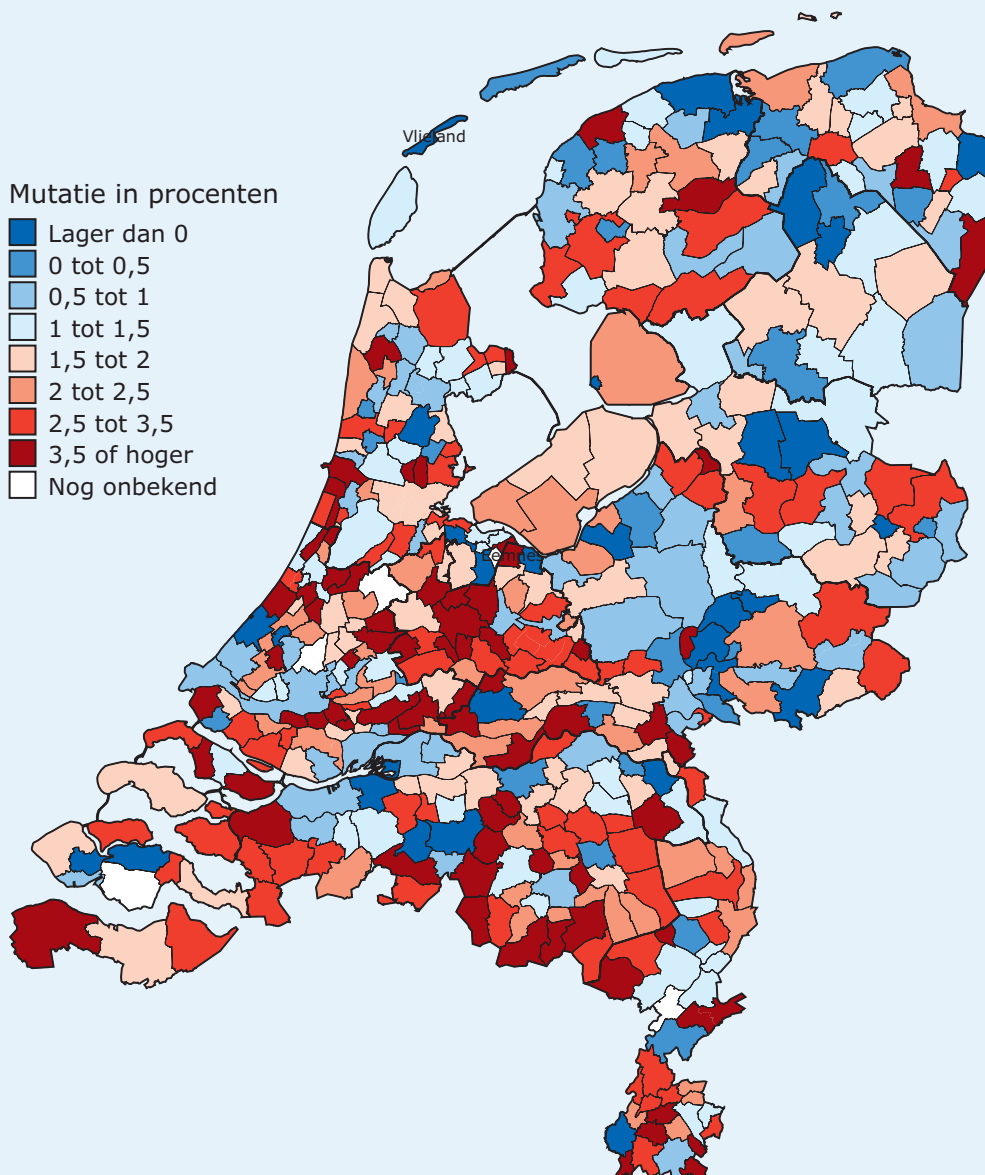 Vlieland
Mutatie in procenten
Lager dan 0
0 tot 0,5
0,5 tot 1
1 tot 1,5
1,5 tot 2
2 tot 2,5
2,5 tot 3,5
3,5 of hoger
Nog onbekend
Eemnes